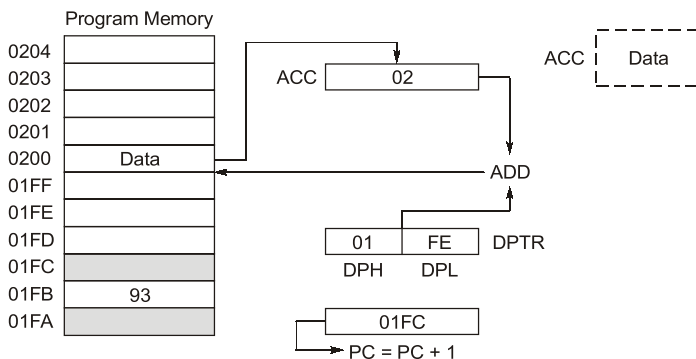 Program Memory
0204
0203
0202
0201
0200 Data
01FF
01FE
01FD
01FC
01FB 93
01FA
ACC 02
ADD
01 FE DPTR
DPH DPL
01FC
PC = PC + 1
ACC Data